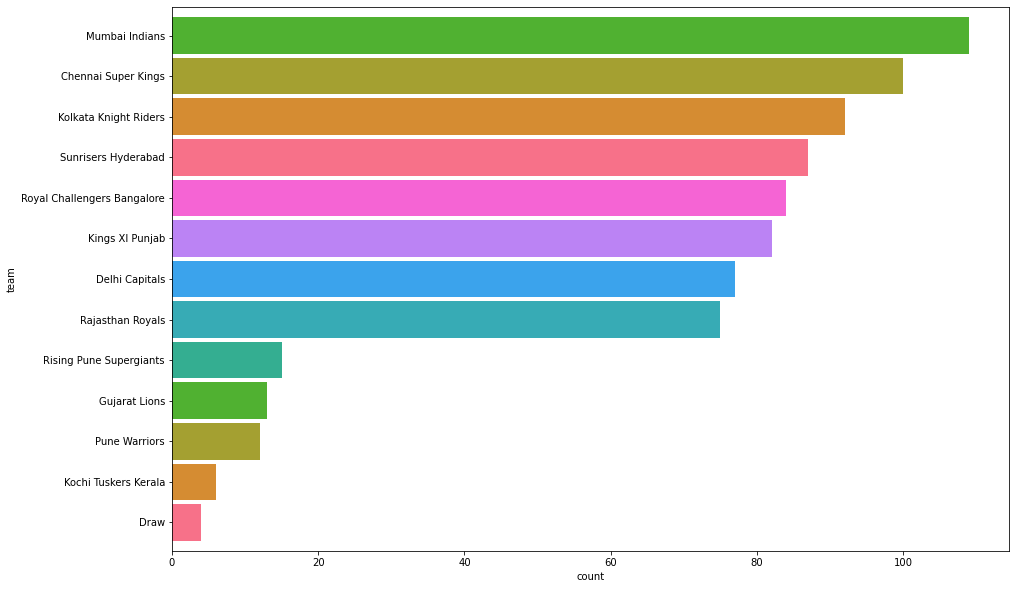 Mumbai Indians
Chennai Super Kings
Kolkata Knight Riders
Sunrisers Hyderabad
Royal Challengers Bangalore
Kings XI Punjab
Delhi Capitals
Rajasthan Royals
Rising Pune Supergiants
Gujarat Lions
Pune Warriors
Kochi Tuskers Kerala
Draw
team
0 20 40 60 80 100
count